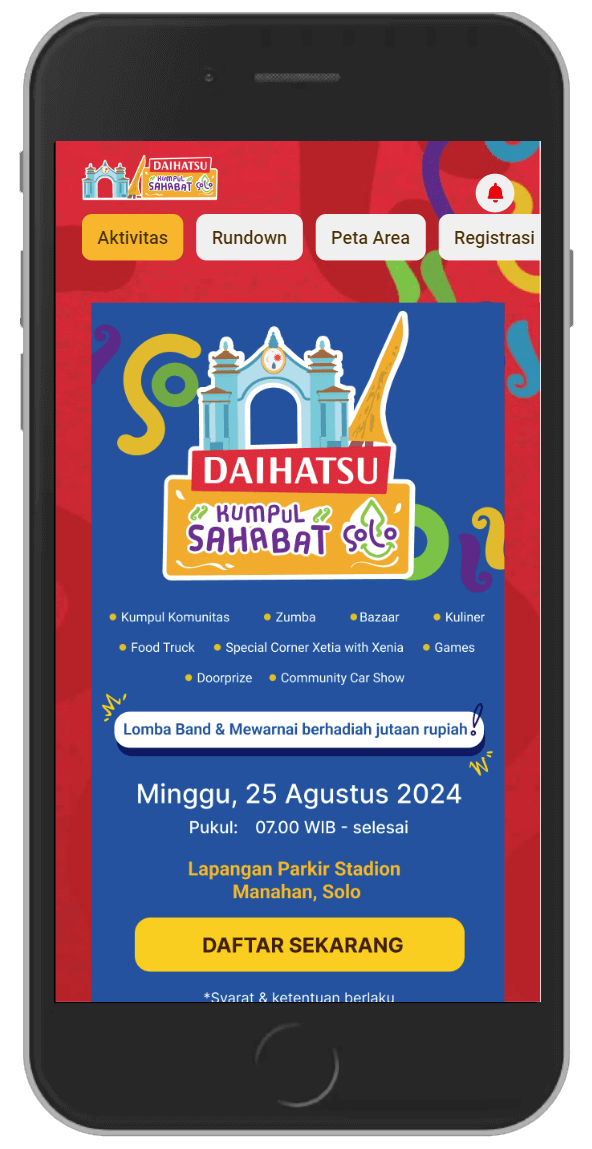 DAIHATSU
KUMPUL
SAHABAT SOLO
Aktivitas
Rundown
Peta Area
Registrasi
DAIHATSU
KUMPUL
SAHABAT SOLO
Kumpul Komunitas
Zumba
Bazaar
Kuliner
Food Truck
Special Corner Xetia with Xenia
Games
Doorprize
Community Car Show
Lomba Band & Mewarnai berhadiah jutaan rupiah!
Minggu, 25 Agustus 2024
Pukul: 07.00 WIB - selesai
Lapangan Parkir Stadion
Manahan, Solo
DAFTAR SEKARANG
*Syarat & ketentuan berlaku